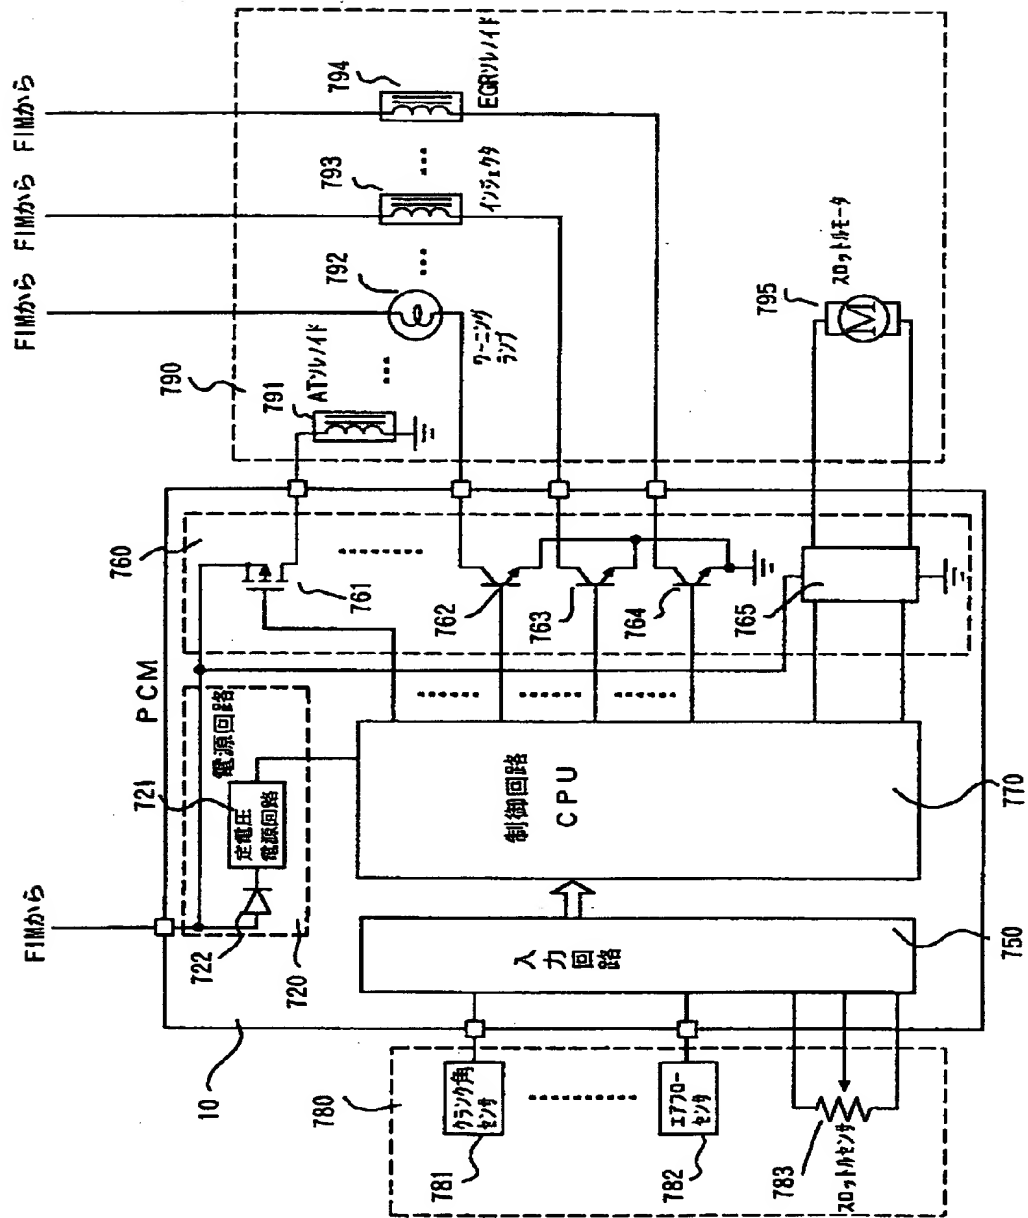 FIMから
FIMから
FIMから
FIMから
10
PCM
720
722
721
定電圧
電源回路
電源回路
760
761
762
763
764
765
制御回路
CPU
770
入力回路
750
780
クランク角
センサ
781
エアフロー
センサ
782
783
スロットルセンサ
790
791
ATソレノイド
792
ワーニング
ランプ
793
インジェクタ
794
EGRソレノイド
795
スロットルモータ
M